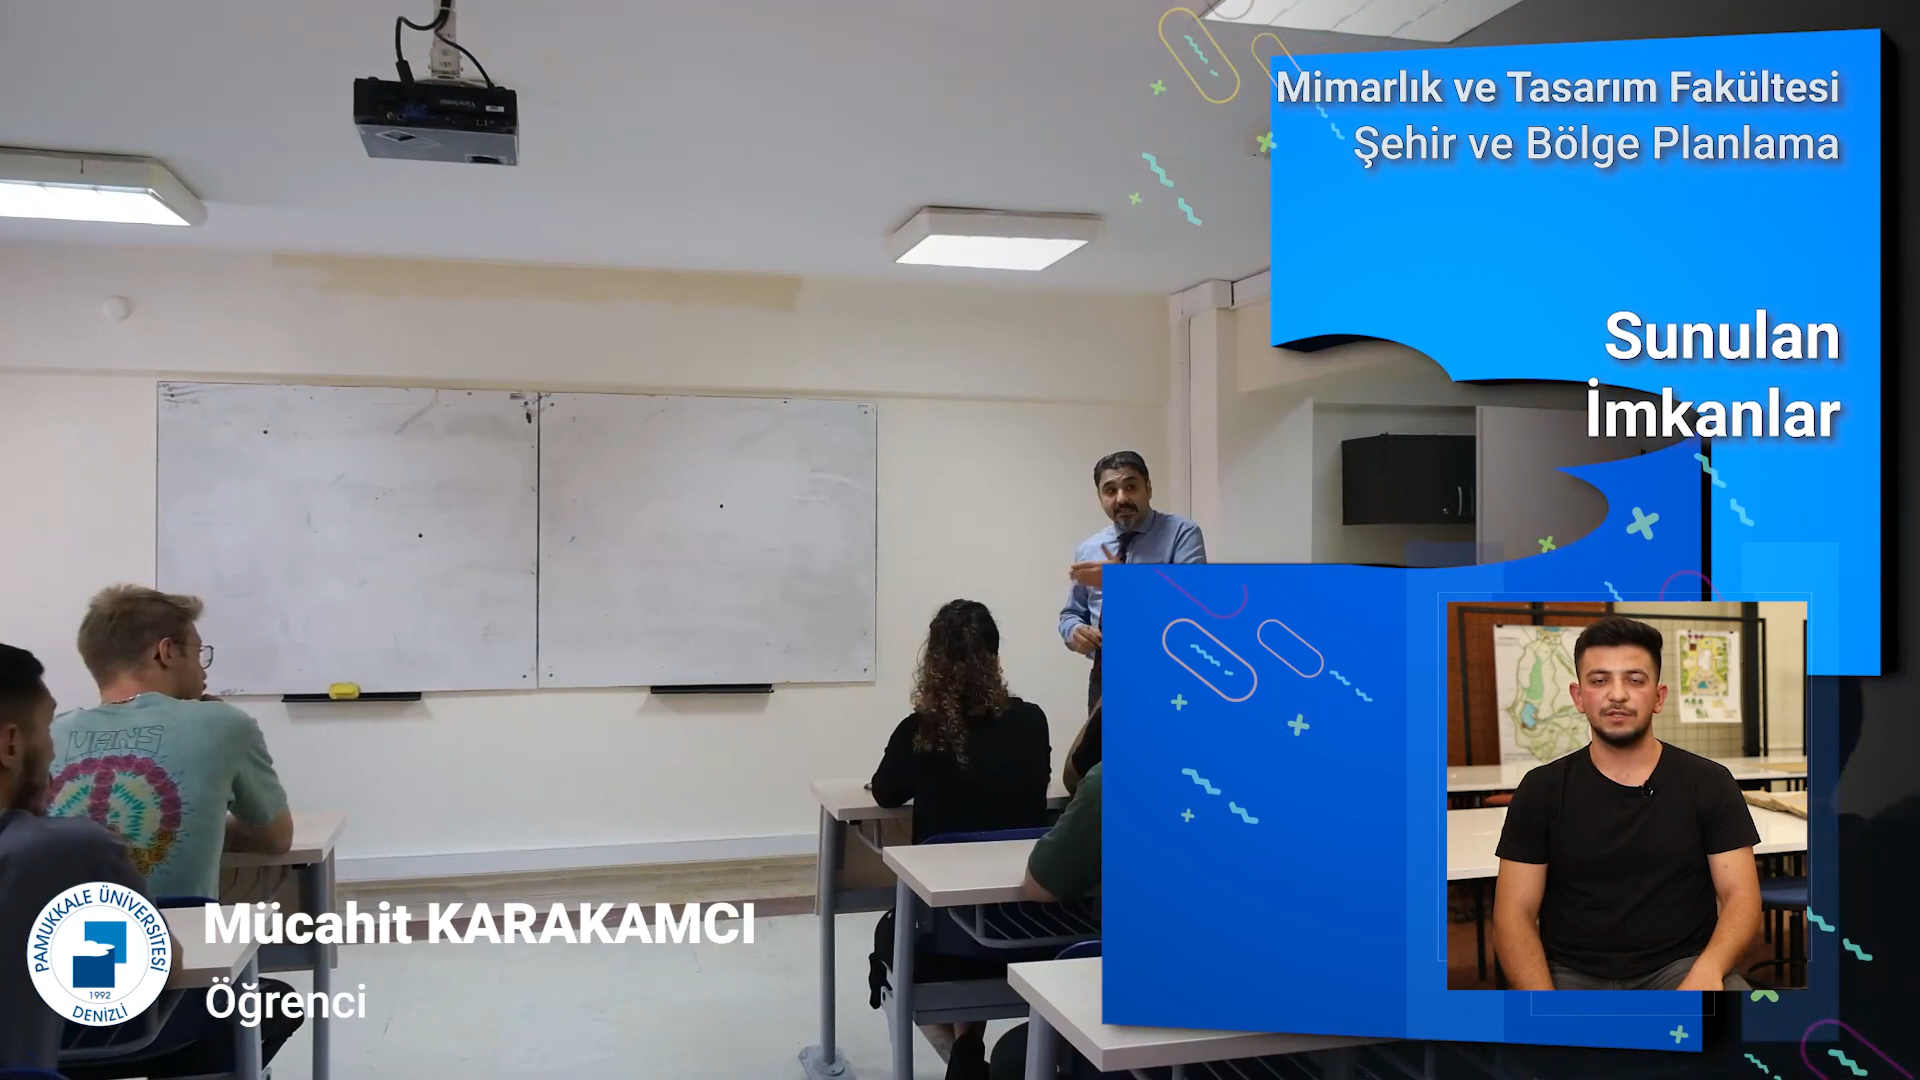 Mimarlık ve Tasarım Fakültesi
Şehir ve Bölge Planlama
Sunulan
İmkanlar
VANS
Mücahit KARAKAMCI
Öğrenci
PAMUKKALE ÜNİVERSİTESİ
1992
DENİZLİ